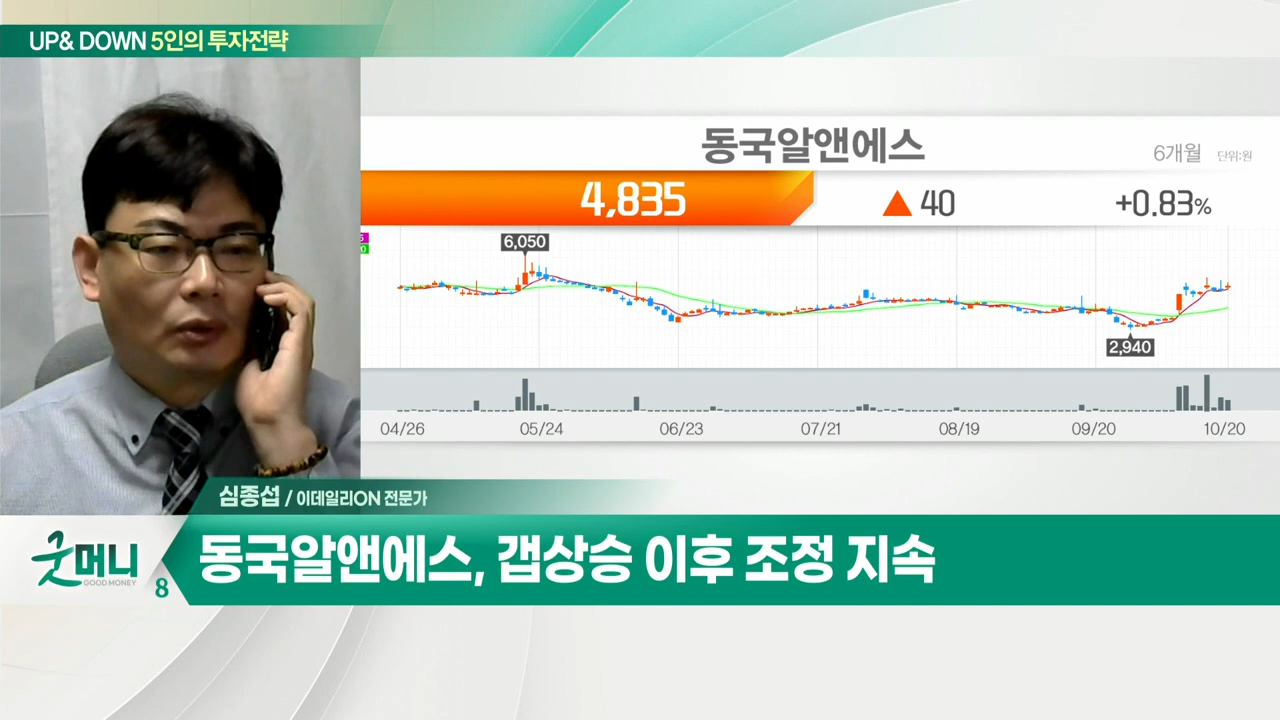 UP& DOWN 5인의 투자전략
동국알앤에스
6개월 단위:원
4,835 ▲ 40 +0.83%
6,050
2,940
04/26 05/24 06/23 07/21 08/19 09/20 10/20
심종섭 / 이데일리ON 전문가
굿머니
GOOD MONEY
8
동국알앤에스, 갭상승 이후 조정 지속